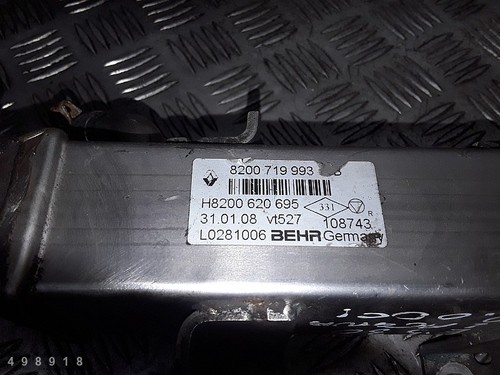 8200 719 993
H8200 620 695 331
31.01.08 vt527 108743 R
L0281006 BEHR Germany
498918